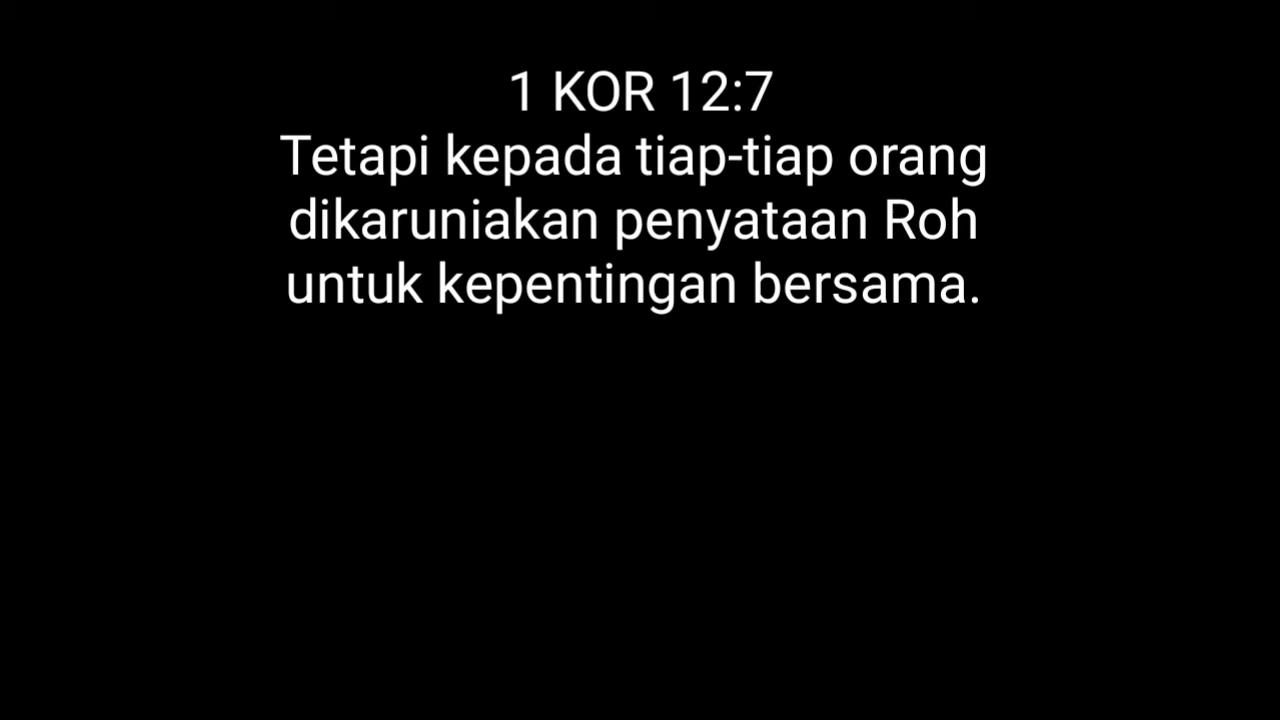 1 KOR 12:7
Tetapi kepada tiap-tiap orang
dikaruniakan penyataan Roh
untuk kepentingan bersama.